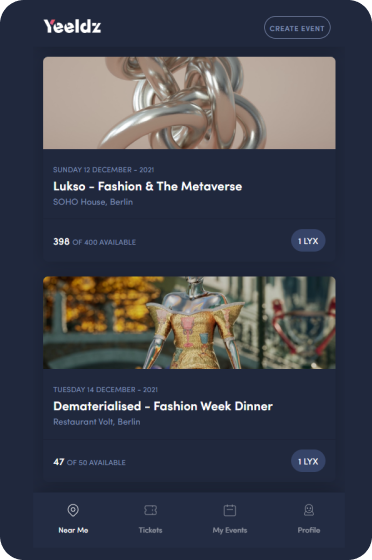 Yeeldz
CREATE EVENT
SUNDAY 12 DECEMBER - 2021
Lukso - Fashion & The Metaverse
SOHO House, Berlin
398 OF 400 AVAILABLE
1 LYX
TUESDAY 14 DECEMBER - 2021
Dematerialised - Fashion Week Dinner
Restaurant Volt, Berlin
47 OF 50 AVAILABLE
1 LYX
Near Me
Tickets
My Events
Profile